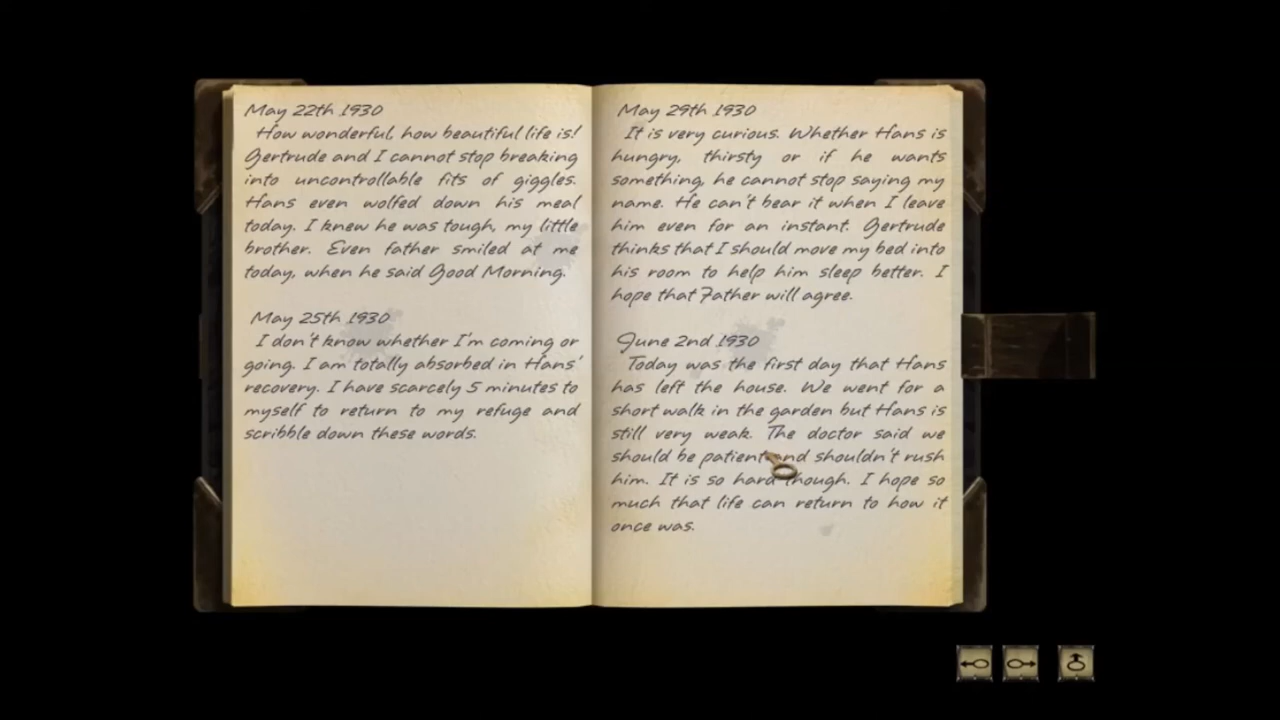 May 22th 1930
How wonderful, how beautiful life is!
Gertrude and I cannot stop breaking
into uncontrollable fits of giggles.
Hans even wolfed down his meal
today. I knew he was tough, my little
brother. Even father smiled at me
today, when he said Good Morning.
May 25th 1930
I don't know whether I'm coming or
going. I am totally absorbed in Hans'
recovery. I have scarcely 5 minutes to
myself to return to my refuge and
scribble down these words.
May 29th 1930
It is very curious. Whether Hans is
hungry, thirsty or if he wants
something, he cannot stop saying my
name. He can't bear it when I leave
him even for an instant. Gertrude
thinks that I should move my bed into
his room to help him sleep better. I
hope that Father will agree.
June 2nd 1930
Today was the first day that Hans
has left the house. We went for a
short walk in the garden but Hans is
still very weak. The doctor said we
should be patient and shouldn't rush
him. It is so hard though. I hope so
much that life can return to how it
once was.